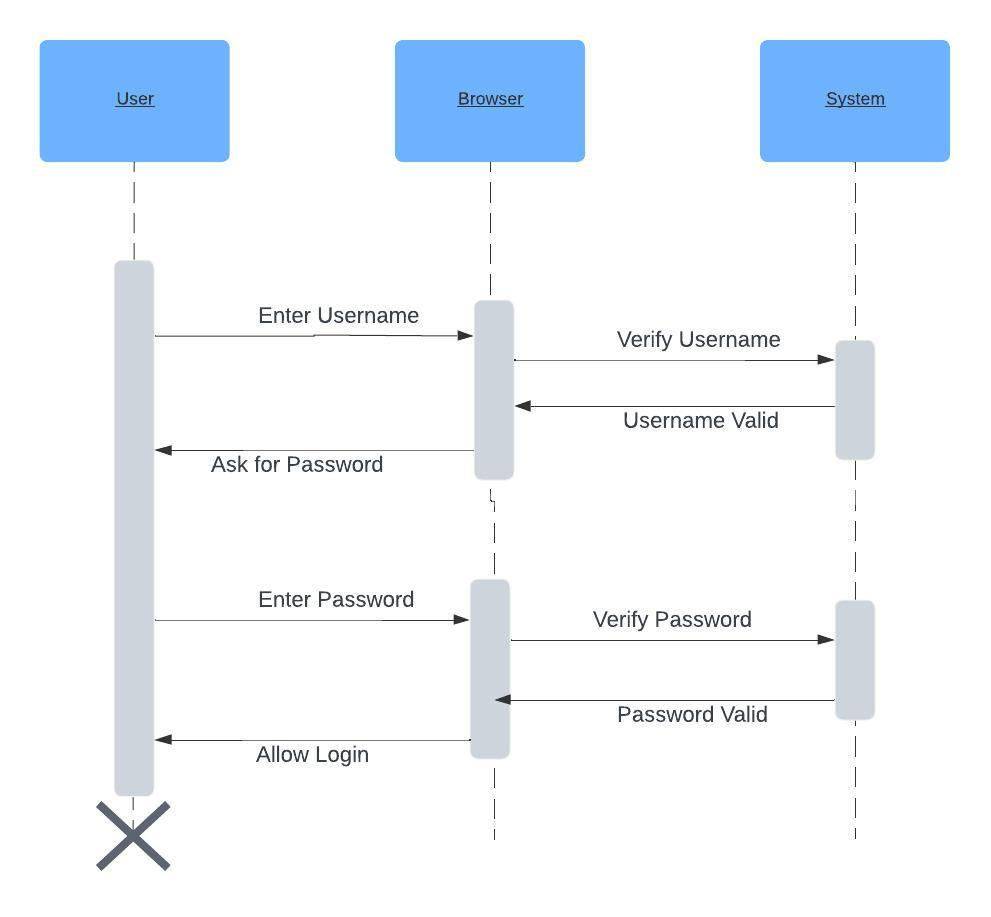 User
Browser
System
Enter Username
Verify Username
Username Valid
Ask for Password
Enter Password
Verify Password
Password Valid
Allow Login